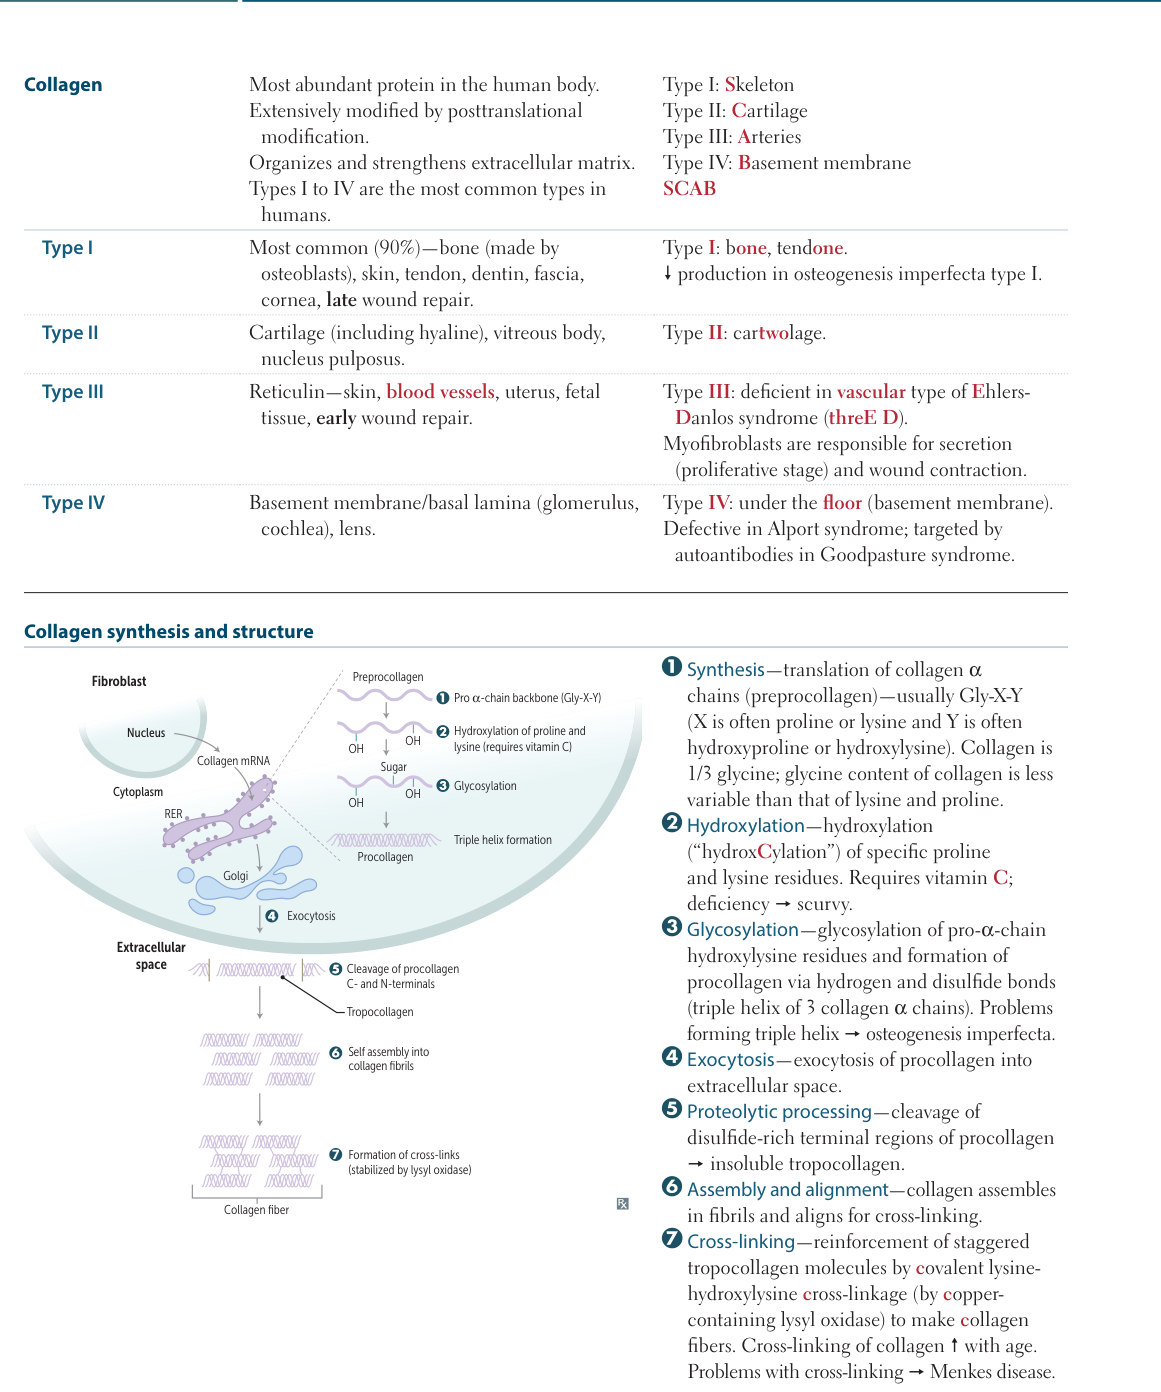 Collagen
Most abundant protein in the human body.
Extensively modified by posttranslational
modification.
Organizes and strengthens extracellular matrix.
Types I to IV are the most common types in
humans.
Type I: Skeleton
Type II: Cartilage
Type III: Arteries
Type IV: Basement membrane
SCAB
Type I
Most common (90%)—bone (made by
osteoblasts), skin, tendon, dentin, fascia,
cornea, late wound repair.
Type I: bone, tendone.
↓ production in osteogenesis imperfecta type I.
Type II
Cartilage (including hyaline), vitreous body,
nucleus pulposus.
Type II: cartwolage.
Type III
Reticulin—skin, blood vessels, uterus, fetal
tissue, early wound repair.
Type III: deficient in vascular type of Ehlers-
Danlos syndrome (threE D).
Myofibroblasts are responsible for secretion
(proliferative stage) and wound contraction.
Type IV
Basement membrane/basal lamina (glomerulus,
cochlea), lens.
Type IV: under the floor (basement membrane).
Defective in Alport syndrome; targeted by
autoantibodies in Goodpasture syndrome.
Collagen synthesis and structure
Fibroblast
Nucleus
Collagen mRNA
Cytoplasm
RER
Golgi
Preprocollagen
1 Pro α-chain backbone (Gly-X-Y)
2 Hydroxylation of proline and
lysine (requires vitamin C)
OH
OH
Sugar
3 Glycosylation
OH
OH
Triple helix formation
Procollagen
4 Exocytosis
Extracellular
space
5 Cleavage of procollagen
C- and N-terminals
Tropocollagen
6 Self assembly into
collagen fibrils
7 Formation of cross-links
(stabilized by lysyl oxidase)
Collagen fiber
Rx
1 Synthesis—translation of collagen α
chains (preprocollagen)—usually Gly-X-Y
(X is often proline or lysine and Y is often
hydroxyproline or hydroxylysine). Collagen is
1/3 glycine; glycine content of collagen is less
variable than that of lysine and proline.
2 Hydroxylation—hydroxylation
(“hydroxCylation”) of specific proline
and lysine residues. Requires vitamin C;
deficiency → scurvy.
3 Glycosylation—glycosylation of pro-α-chain
hydroxylysine residues and formation of
procollagen via hydrogen and disulfide bonds
(triple helix of 3 collagen α chains). Problems
forming triple helix → osteogenesis imperfecta.
4 Exocytosis—exocytosis of procollagen into
extracellular space.
5 Proteolytic processing—cleavage of
disulfide-rich terminal regions of procollagen
→ insoluble tropocollagen.
6 Assembly and alignment—collagen assembles
in fibrils and aligns for cross-linking.
7 Cross-linking—reinforcement of staggered
tropocollagen molecules by covalent lysine-
hydroxylysine cross-linkage (by copper-
containing lysyl oxidase) to make collagen
fibers. Cross-linking of collagen ↑ with age.
Problems with cross-linking → Menkes disease.